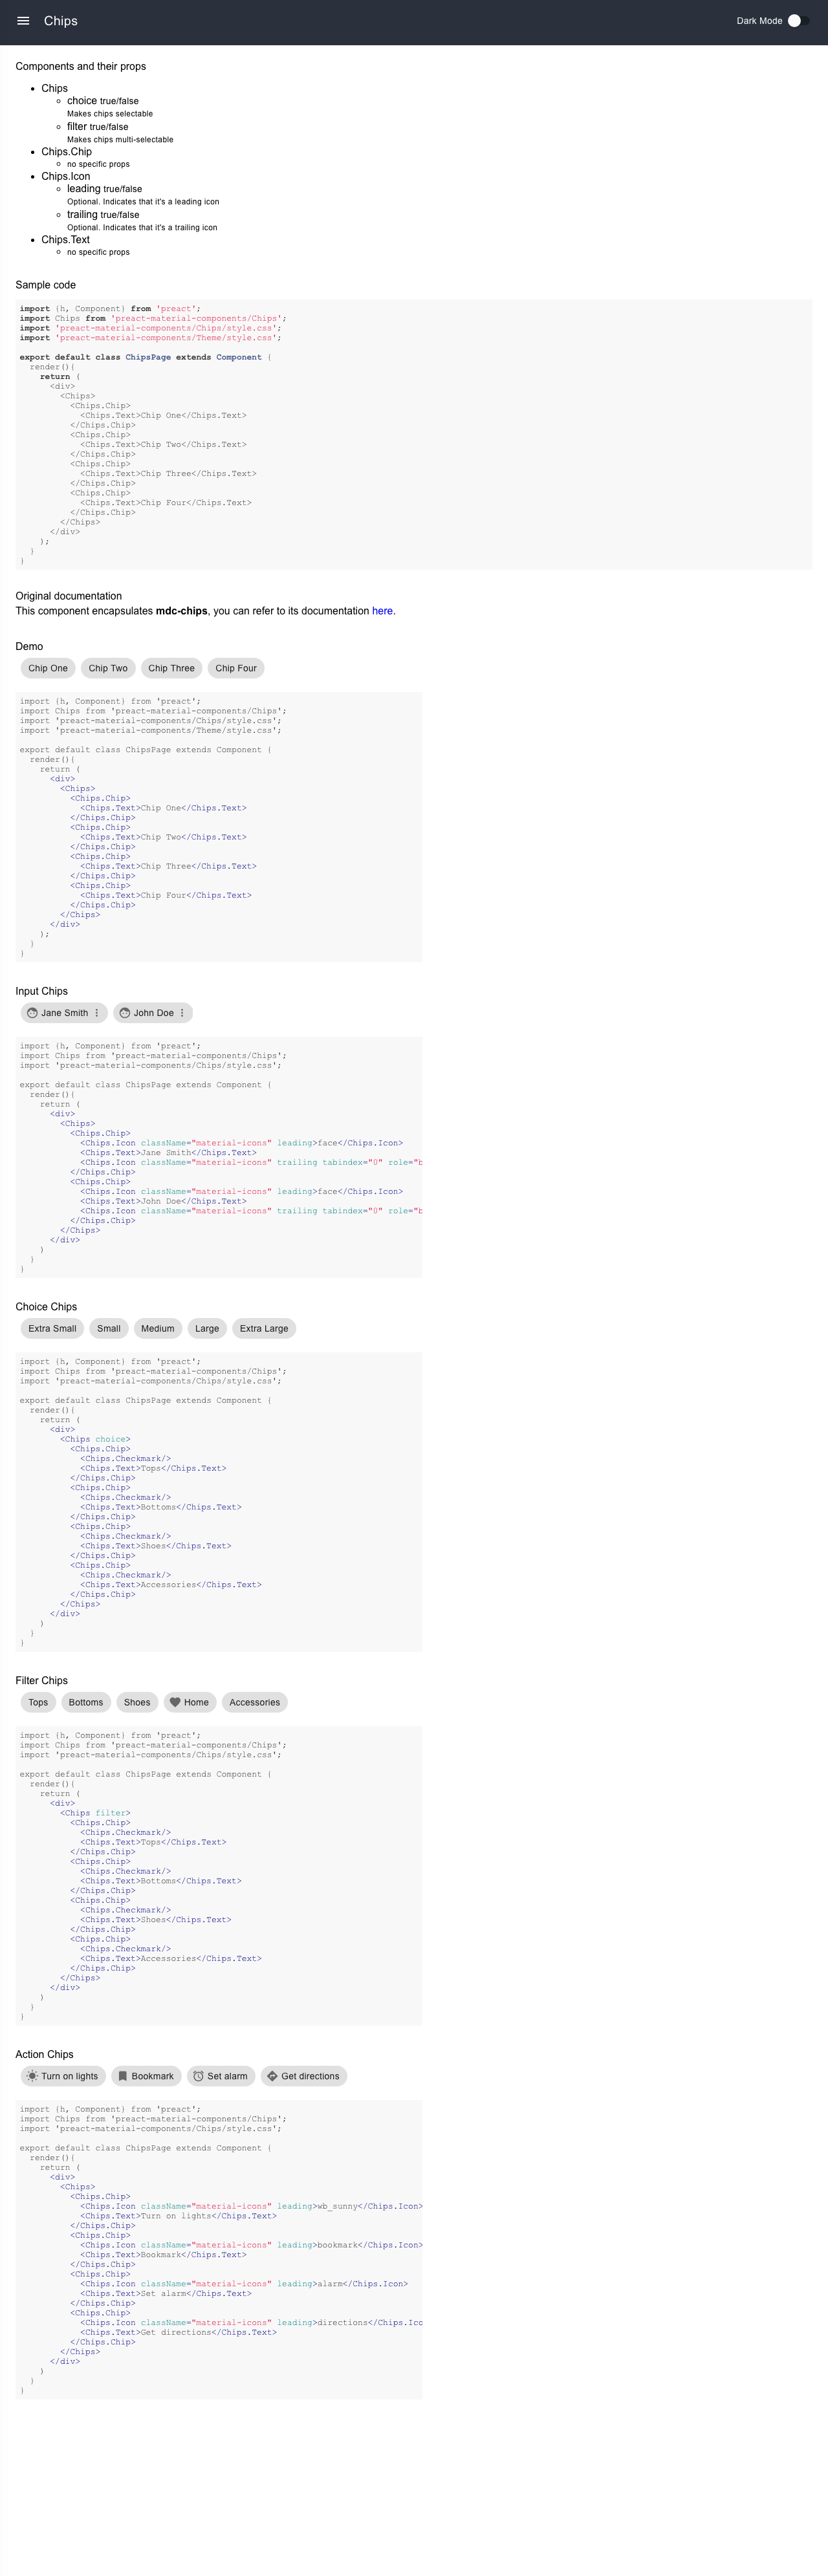 Chips
Dark Mode
Components and their props
Chips
choice true/false
Makes chips selectable
filter true/false
Makes chips multi-selectable
Chips.Chip
no specific props
Chips.Icon
leading true/false
Optional. Indicates that it's a leading icon
trailing true/false
Optional. Indicates that it's a trailing icon
Chips.Text
no specific props
Sample code
import {h, Component} from 'preact';
import Chips from 'preact-material-components/Chips';
import 'preact-material-components/Chips/style.css';
import 'preact-material-components/Theme/style.css';
export default class ChipsPage extends Component {
render(){
return (
<div>
<Chips>
<Chips.Chip>
<Chips.Text>Chip One</Chips.Text>
</Chips.Chip>
<Chips.Chip>
<Chips.Text>Chip Two</Chips.Text>
</Chips.Chip>
<Chips.Chip>
<Chips.Text>Chip Three</Chips.Text>
</Chips.Chip>
<Chips.Chip>
<Chips.Text>Chip Four</Chips.Text>
</Chips.Chip>
</Chips>
</div>
);
}
}
Original documentation
This component encapsulates mdc-chips, you can refer to its documentation here.
Demo
Chip One Chip Two Chip Three Chip Four
import {h, Component} from 'preact';
import Chips from 'preact-material-components/Chips';
import 'preact-material-components/Chips/style.css';
import 'preact-material-components/Theme/style.css';
export default class ChipsPage extends Component {
render(){
return (
<div>
<Chips>
<Chips.Chip>
<Chips.Text>Chip One</Chips.Text>
</Chips.Chip>
<Chips.Chip>
<Chips.Text>Chip Two</Chips.Text>
</Chips.Chip>
<Chips.Chip>
<Chips.Text>Chip Three</Chips.Text>
</Chips.Chip>
<Chips.Chip>
<Chips.Text>Chip Four</Chips.Text>
</Chips.Chip>
</Chips>
</div>
);
}
}
Input Chips
Jane Smith John Doe
import {h, Component} from 'preact';
import Chips from 'preact-material-components/Chips';
import 'preact-material-components/Chips/style.css';
export default class ChipsPage extends Component {
render(){
return (
<div>
<Chips>
<Chips.Chip>
<Chips.Icon className="material-icons" leading>face</Chips.Icon>
<Chips.Text>Jane Smith</Chips.Text>
<Chips.Icon className="material-icons" trailing tabindex="0" role="b
</Chips.Chip>
<Chips.Chip>
<Chips.Icon className="material-icons" leading>face</Chips.Icon>
<Chips.Text>John Doe</Chips.Text>
<Chips.Icon className="material-icons" trailing tabindex="0" role="b
</Chips.Chip>
</Chips>
</div>
)
}
}
Choice Chips
Extra Small Small Medium Large Extra Large
import {h, Component} from 'preact';
import Chips from 'preact-material-components/Chips';
import 'preact-material-components/Chips/style.css';
export default class ChipsPage extends Component {
render(){
return (
<div>
<Chips choice>
<Chips.Chip>
<Chips.Checkmark/>
<Chips.Text>Tops</Chips.Text>
</Chips.Chip>
<Chips.Chip>
<Chips.Checkmark/>
<Chips.Text>Bottoms</Chips.Text>
</Chips.Chip>
<Chips.Chip>
<Chips.Checkmark/>
<Chips.Text>Shoes</Chips.Text>
</Chips.Chip>
<Chips.Chip>
<Chips.Checkmark/>
<Chips.Text>Accessories</Chips.Text>
</Chips.Chip>
</Chips>
</div>
)
}
}
Filter Chips
Tops Bottoms Shoes Home Accessories
import {h, Component} from 'preact';
import Chips from 'preact-material-components/Chips';
import 'preact-material-components/Chips/style.css';
export default class ChipsPage extends Component {
render(){
return (
<div>
<Chips filter>
<Chips.Chip>
<Chips.Checkmark/>
<Chips.Text>Tops</Chips.Text>
</Chips.Chip>
<Chips.Chip>
<Chips.Checkmark/>
<Chips.Text>Bottoms</Chips.Text>
</Chips.Chip>
<Chips.Chip>
<Chips.Checkmark/>
<Chips.Text>Shoes</Chips.Text>
</Chips.Chip>
<Chips.Chip>
<Chips.Checkmark/>
<Chips.Text>Accessories</Chips.Text>
</Chips.Chip>
</Chips>
</div>
)
}
}
Action Chips
Turn on lights Bookmark Set alarm Get directions
import {h, Component} from 'preact';
import Chips from 'preact-material-components/Chips';
import 'preact-material-components/Chips/style.css';
export default class ChipsPage extends Component {
render(){
return (
<div>
<Chips>
<Chips.Chip>
<Chips.Icon className="material-icons" leading>wb_sunny</Chips.Icon>
<Chips.Text>Turn on lights</Chips.Text>
</Chips.Chip>
<Chips.Chip>
<Chips.Icon className="material-icons" leading>bookmark</Chips.Icon>
<Chips.Text>Bookmark</Chips.Text>
</Chips.Chip>
<Chips.Chip>
<Chips.Icon className="material-icons" leading>alarm</Chips.Icon>
<Chips.Text>Set alarm</Chips.Text>
</Chips.Chip>
<Chips.Chip>
<Chips.Icon className="material-icons" leading>directions</Chips.Ico
<Chips.Text>Get directions</Chips.Text>
</Chips.Chip>
</Chips>
</div>
)
}
}